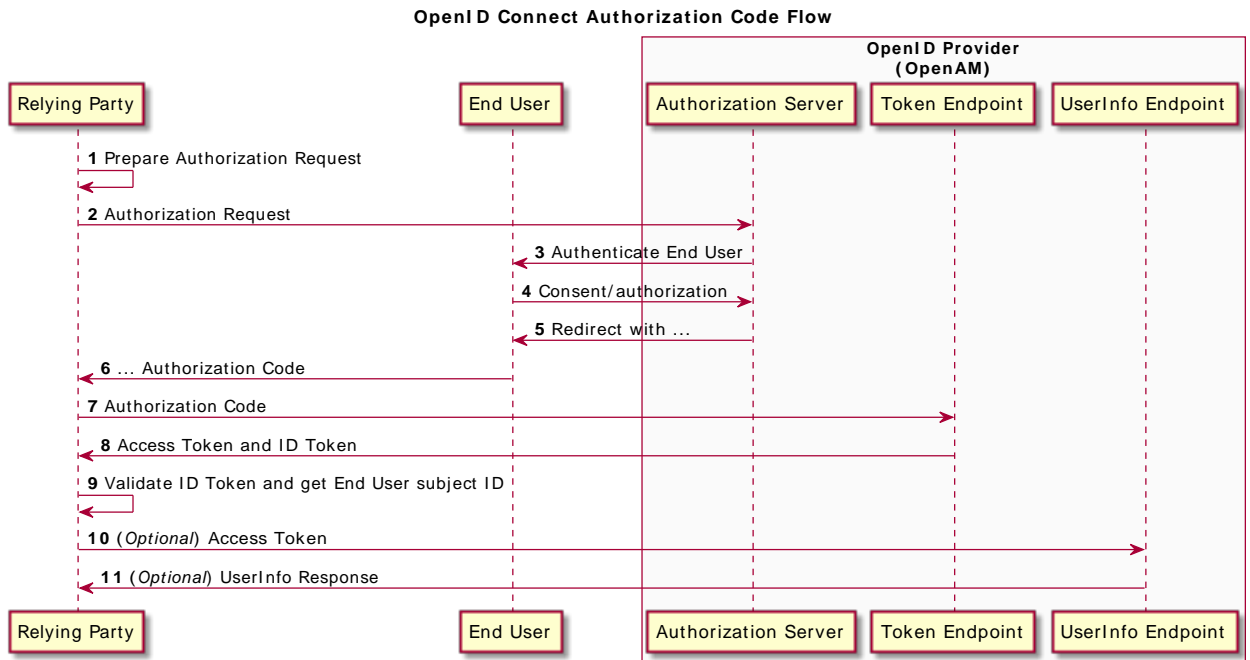 OpenID Connect Authorization Code Flow
OpenID Provider
(OpenAM)
Relying Party
End User
Authorization Server
Token Endpoint
UserInfo Endpoint
1 Prepare Authorization Request
2 Authorization Request
3 Authenticate End User
4 Consent/authorization
5 Redirect with ...
6 ... Authorization Code
7 Authorization Code
8 Access Token and ID Token
9 Validate ID Token and get End User subject ID
10 (Optional) Access Token
11 (Optional) UserInfo Response
Relying Party
End User
Authorization Server
Token Endpoint
UserInfo Endpoint